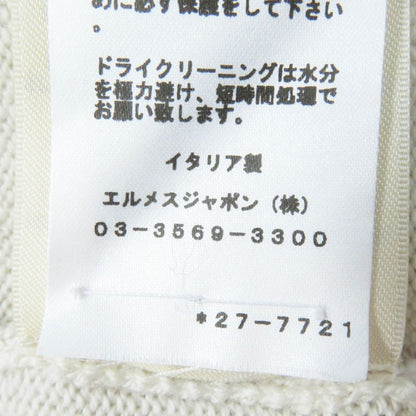 めに必ず保護をして下さい
。
ドライクリーニングは水分
を極力避け、短時間処理で
お願い致します。
イタリア製
エルメスジャポン（株）
03-3569-3300
*27-7721